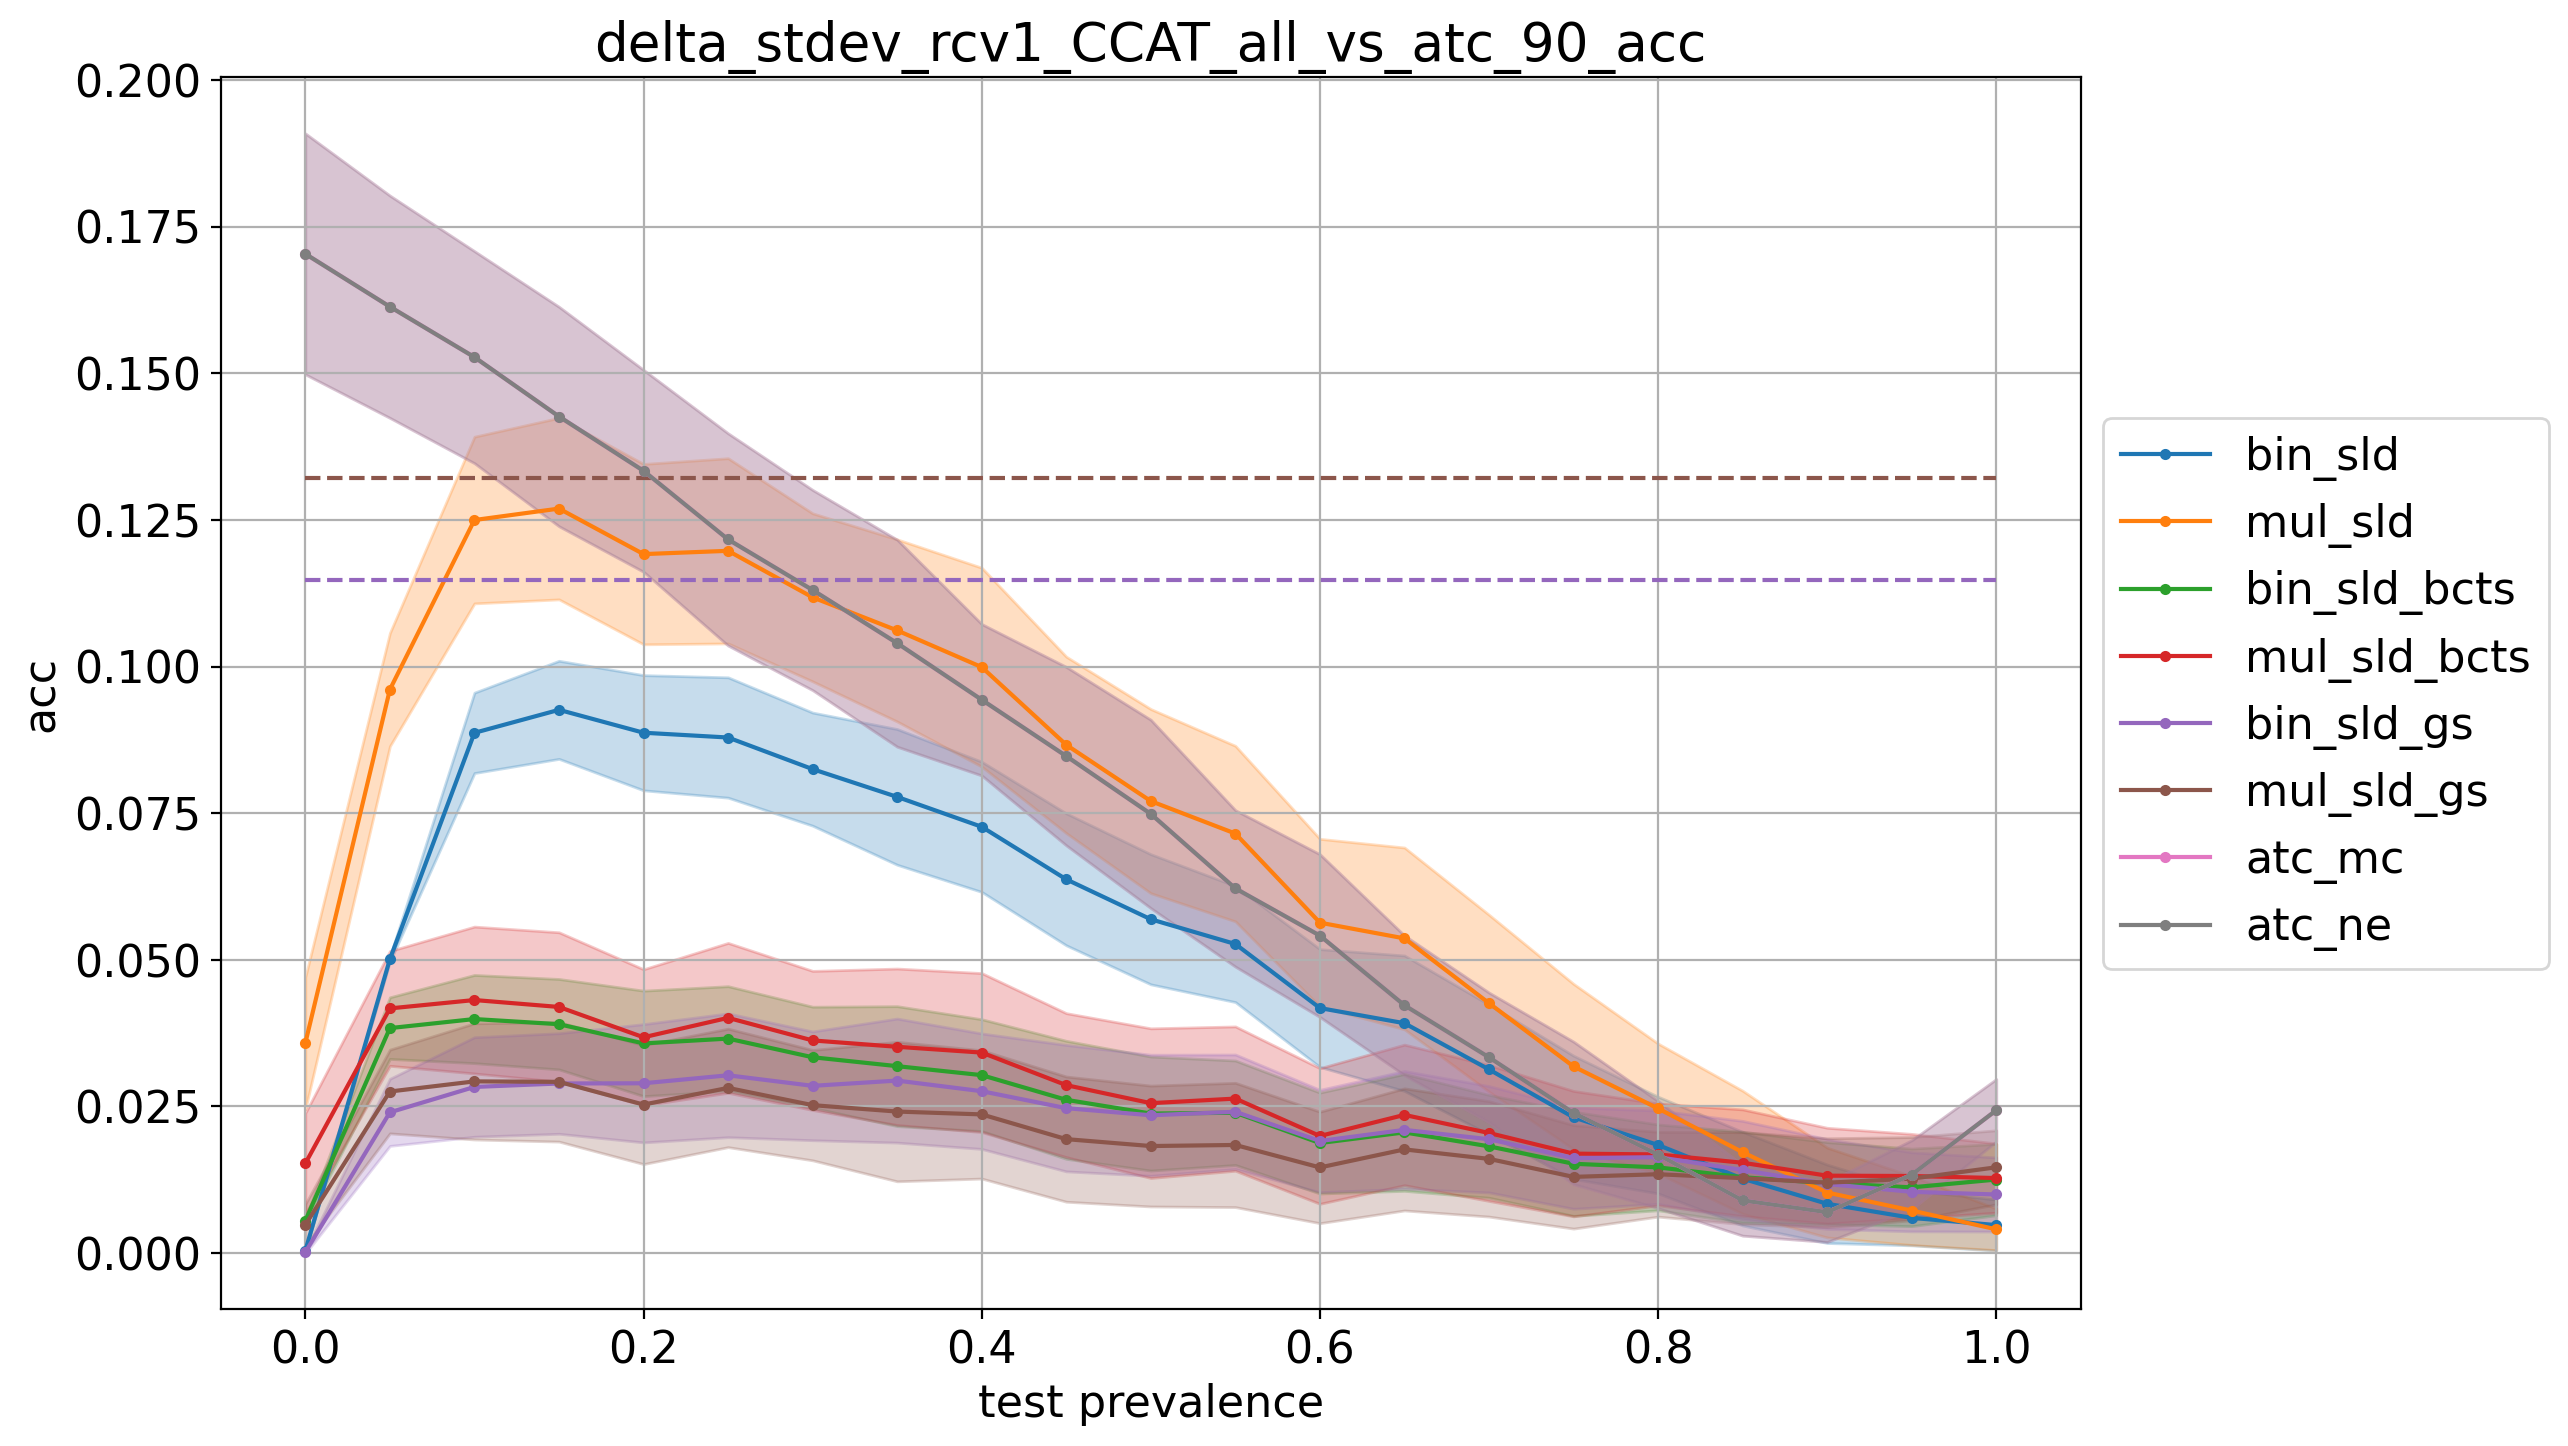 delta_stdev_rcv1_CCAT_all_vs_atc_90_acc
0.200
0.175
0.150
0.125
0.100
0.075
0.050
0.025
0.000
acc
0.0 0.2 0.4 0.6 0.8 1.0
test prevalence
bin_sld
mul_sld
bin_sld_bcts
mul_sld_bcts
bin_sld_gs
mul_sld_gs
atc_mc
atc_ne